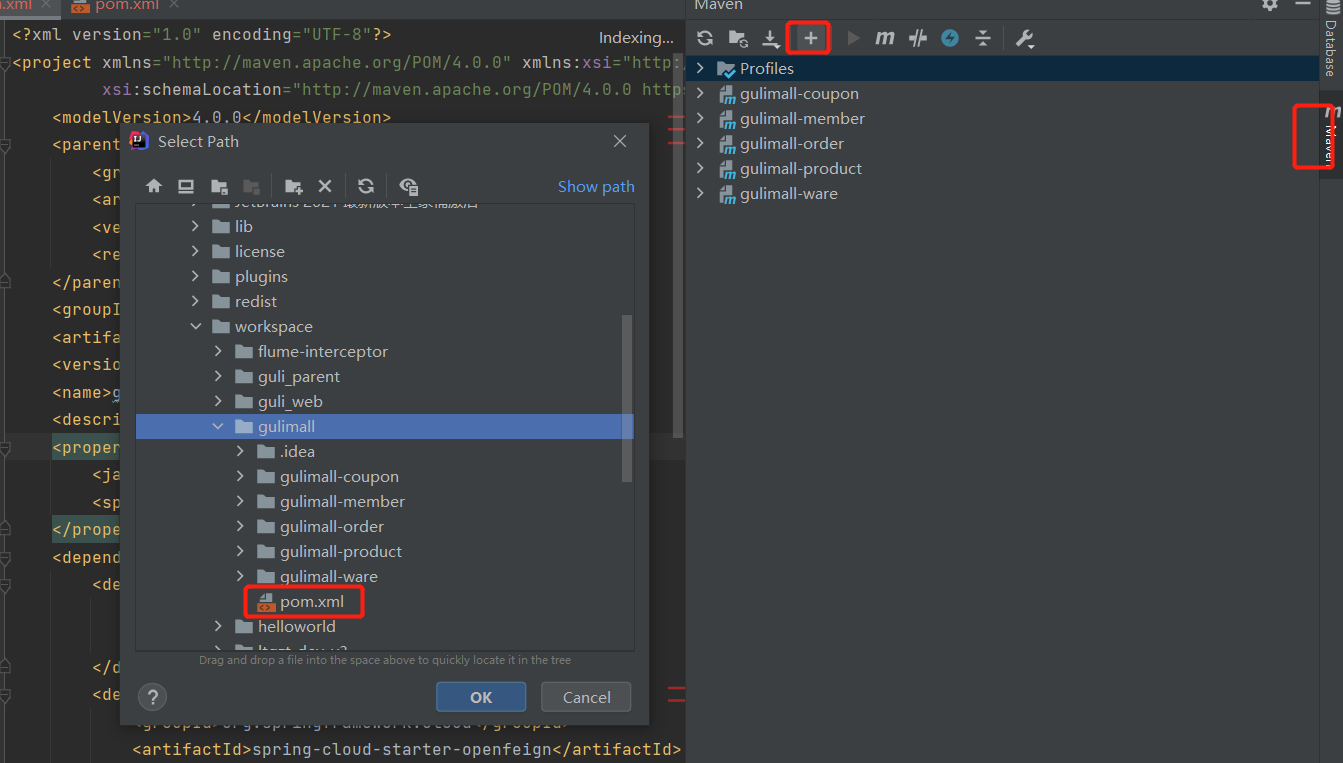 .xml
pom.xml
<?xml version="1.0" encoding="UTF-8"?>
Indexing...
<project xmlns="http://maven.apache.org/POM/4.0.0" xmlns:xsi="http:/
xsi:schemaLocation="http://maven.apache.org/POM/4.0.0 http
<modelVersion>4.0.0</modelVersion>
<parent
<gr
<ar
<ve
<re
</paren
<groupI
<artifa
<versio
<name>g
<descri
<proper
<ja
<sp
</prope
<depend
<de
</d
<de
<groupId>org.springframework.cloud</groupId>
<artifactId>spring-cloud-starter-openfeign</artifactId>
Select Path
Show path
lib
license
plugins
redist
workspace
flume-interceptor
guli_parent
guli_web
gulimall
.idea
gulimall-coupon
gulimall-member
gulimall-order
gulimall-product
gulimall-ware
pom.xml
helloworld
Drag and drop a file into the space above to quickly locate it in the tree
?
OK
Cancel
Maven
Profiles
gulimall-coupon
gulimall-member
gulimall-order
gulimall-product
gulimall-ware
Database
Maven